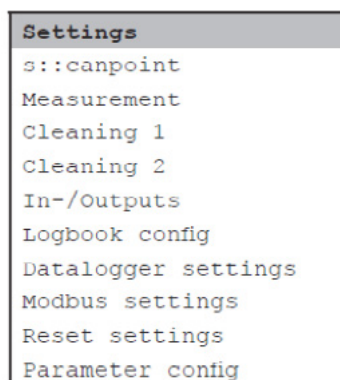 Settings
s::canpoint
Measurement
Cleaning 1
Cleaning 2
In-/Outputs
Logbook config
Datalogger settings
Modbus settings
Reset settings
Parameter config